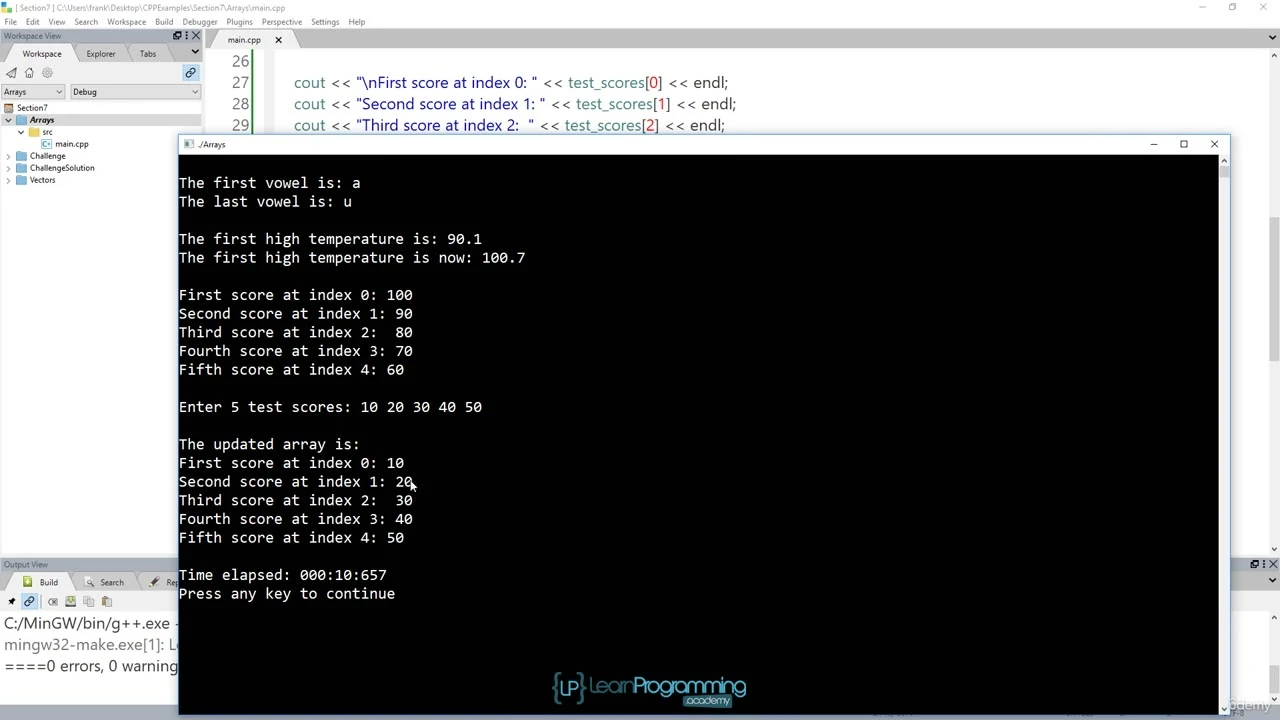 [ Section7 ] C:\Users\frank\Desktop\CPPExamples\Section7\Arrays\main.cpp
File Edit View Search Workspace Build Debugger Plugins Perspective Settings Help
Workspace View
Workspace Explorer Tabs
Arrays Debug
Section7
Arrays
src
main.cpp
Challenge
ChallengeSolution
Vectors
main.cpp
26
27 cout << "\nFirst score at index 0: " << test_scores[0] << endl;
28 cout << "Second score at index 1: " << test_scores[1] << endl;
29 cout << "Third score at index 2:  " << test_scores[2] << endl;
./Arrays
The first vowel is: a
The last vowel is: u
The first high temperature is: 90.1
The first high temperature is now: 100.7
First score at index 0: 100
Second score at index 1: 90
Third score at index 2:  80
Fourth score at index 3: 70
Fifth score at index 4: 60
Enter 5 test scores: 10 20 30 40 50
The updated array is:
First score at index 0: 10
Second score at index 1: 20
Third score at index 2:  30
Fourth score at index 3: 40
Fifth score at index 4: 50
Time elapsed: 000:10:657
Press any key to continue
Output View
Build Search Rep
C:/MinGW/bin/g++.exe -
mingw32-make.exe[1]: L
====0 errors, 0 warning
{LP} LearnProgramming
.academy